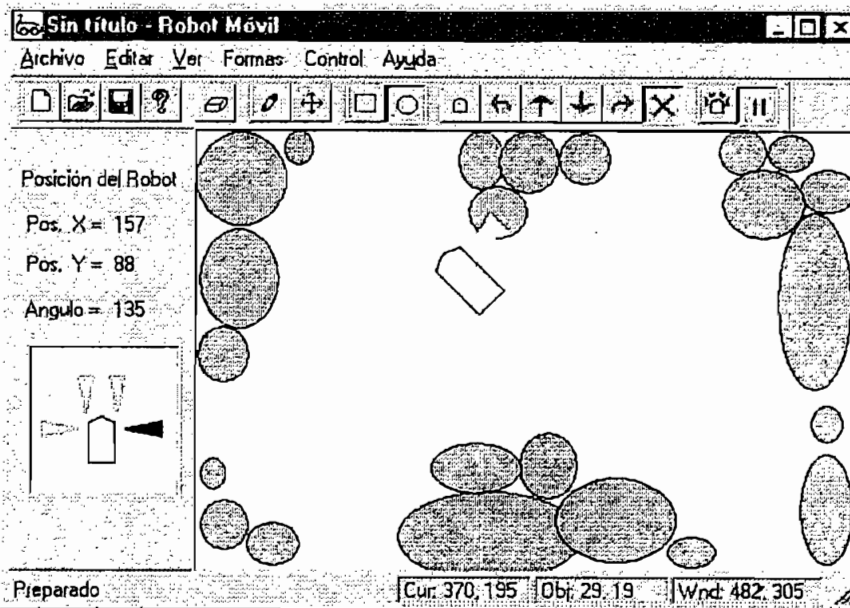 Sin título - Robot Móvil
Archivo Editar Ver Formas Control Ayuda
Posición del Robot
Pos. X = 157
Pos. Y = 88
Angulo = 135
Preparado Cur: 370, 195 Obj: 29, 19 Wnd: 482, 305